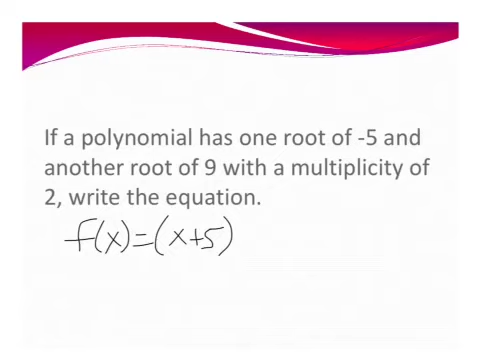 If a polynomial has one root of -5 and
another root of 9 with a multiplicity of
2, write the equation.
f(x)=(x+5)